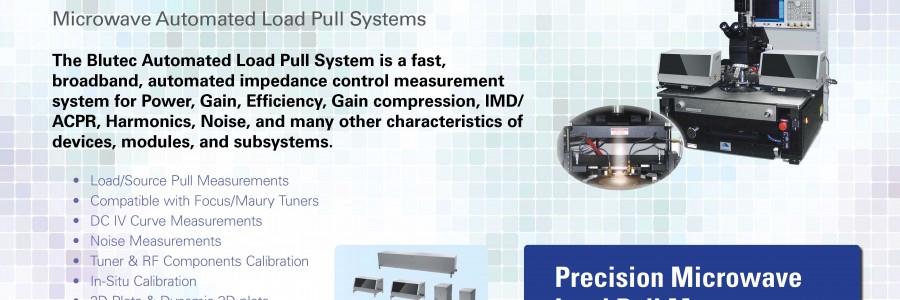 Microwave Automated Load Pull Systems
The Blutec Automated Load Pull System is a fast,
broadband, automated impedance control measurement
system for Power, Gain, Efficiency, Gain compression, IMD/
ACPR, Harmonics, Noise, and many other characteristics of
devices, modules, and subsystems.
• Load/Source Pull Measurements
• Compatible with Focus/Maury Tuners
• DC IV Curve Measurements
• Noise Measurements
• Tuner & RF Components Calibration
• In-Situ Calibration
Precision Microwave